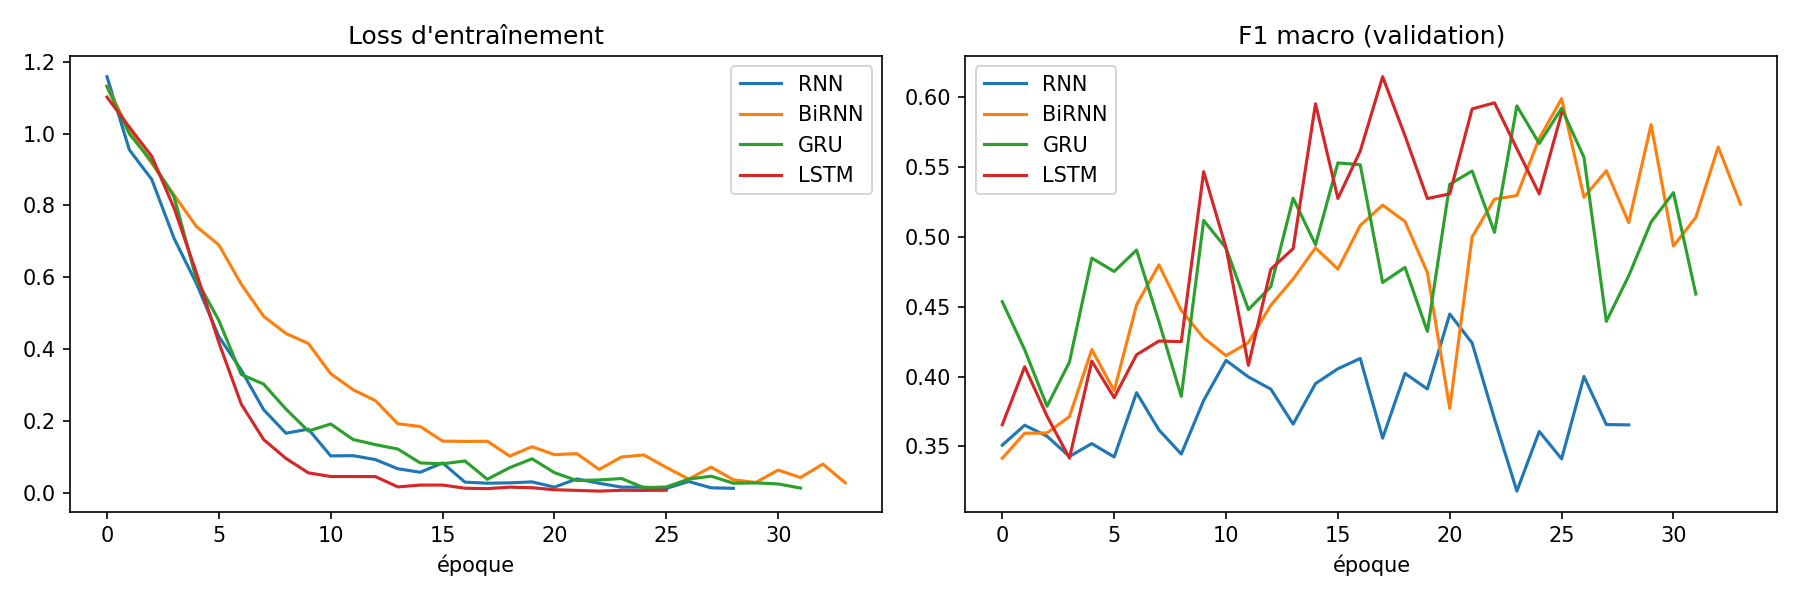 Loss d'entraînement
1.2
1.0
0.8
0.6
0.4
0.2
0.0
RNN
BiRNN
GRU
LSTM
0 5 10 15 20 25 30
époque
F1 macro (validation)
0.60
0.55
0.50
0.45
0.40
0.35
RNN
BiRNN
GRU
LSTM
0 5 10 15 20 25 30
époque